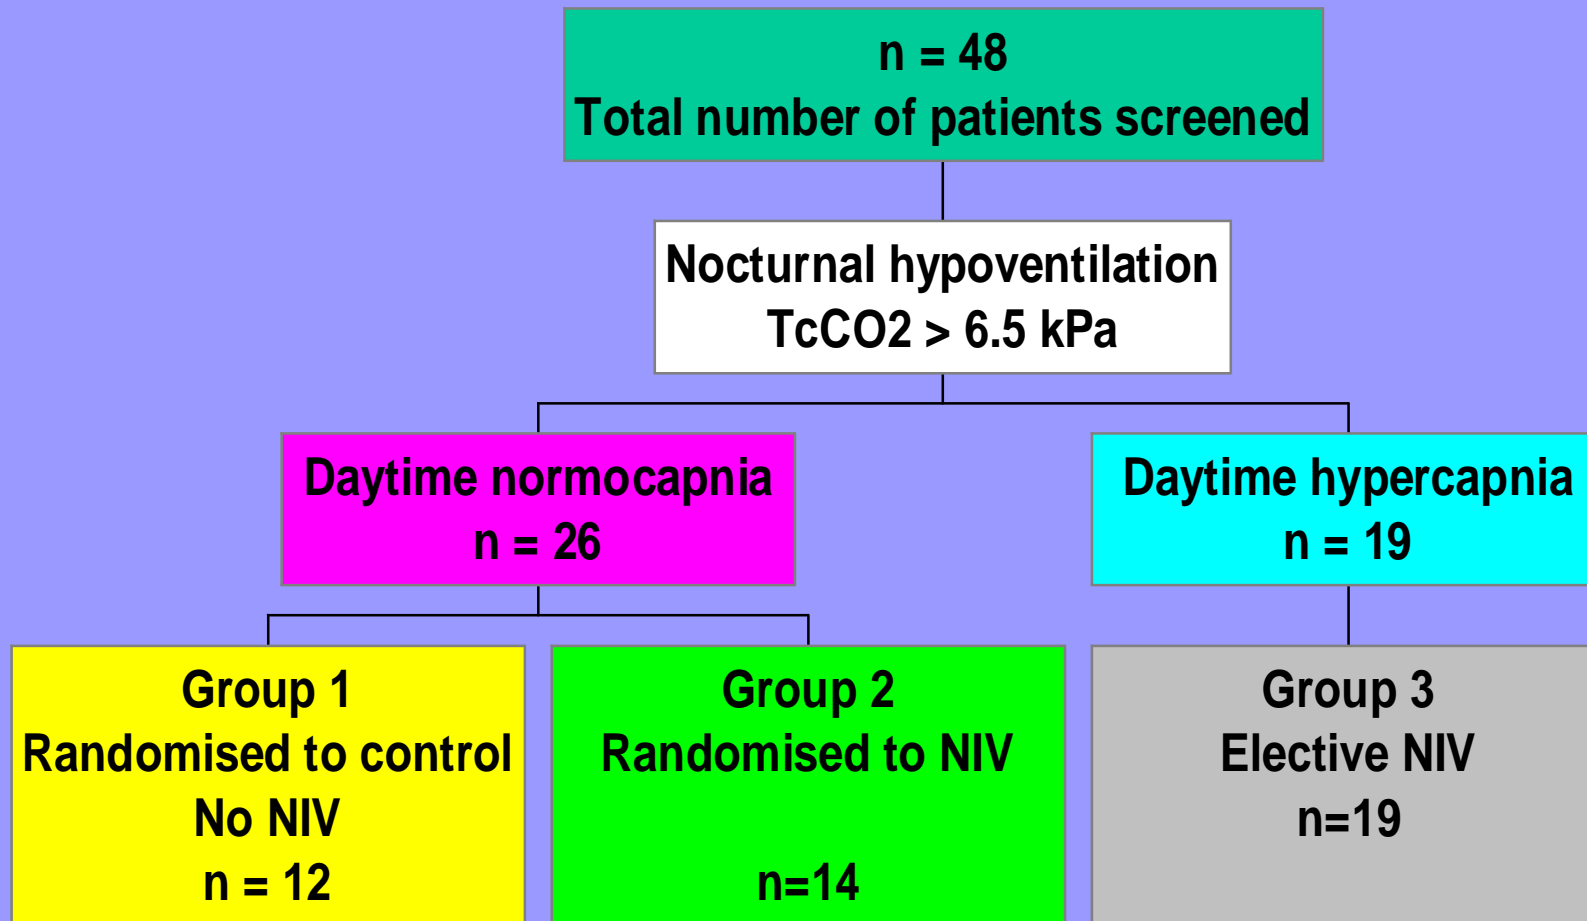 n = 48
Total number of patients screened
Nocturnal hypoventilation
TcCO2 > 6.5 kPa
Daytime normocapnia
n = 26
Daytime hypercapnia
n = 19
Group 1
Randomised to control
No NIV
n = 12
Group 2
Randomised to NIV
n=14
Group 3
Elective NIV
n=19